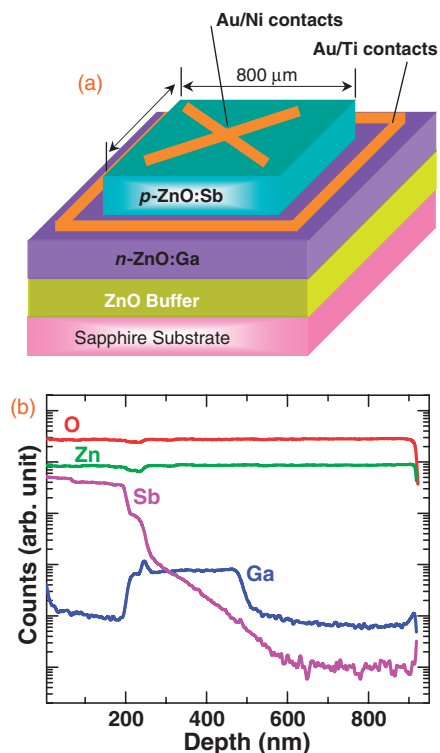 Au/Ni contacts
Au/Ti contacts
(a)
800 μm
p-ZnO:Sb
n-ZnO:Ga
ZnO Buffer
Sapphire Substrate
(b)
O
Zn
Sb
Ga
Counts (arb. unit)
0 200 400 600 800
Depth (nm)